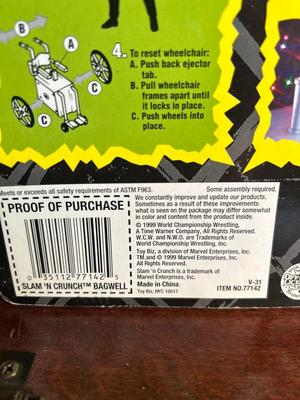 B
A
C
C
4. To reset wheelchair:
A. Push back ejector
tab.
B. Pull wheelchair
frames apart until
it locks in place.
C. Push wheels into
place.
Meets or exceeds all safety requirements of ASTM F963.
Some assembly required.
PROOF OF PURCHASE
0 35112 77142 5
SLAM 'N CRUNCH™ BAGWELL
We constantly improve and update our products.
Sometimes as a result of these improvements
what is seen on the package may differ somewhat
in color and content from the product inside.
© 1999 World Championship Wrestling, Inc.
A Time Warner Company, All Rights Reserved.
W.C.W. and N.W.O. are Trademarks of
World Championship Wrestling, Inc.
Toy Biz, a division of Marvel Enterprises, Inc.
TM and © 1999 Marvel Enterprises, Inc.
All Rights Reserved.
Slam 'n Crunch is a trademark of
Marvel Enterprises, Inc.
Made in China.
Toy Biz, NYC 10017
V-31
ITEM NO.77142